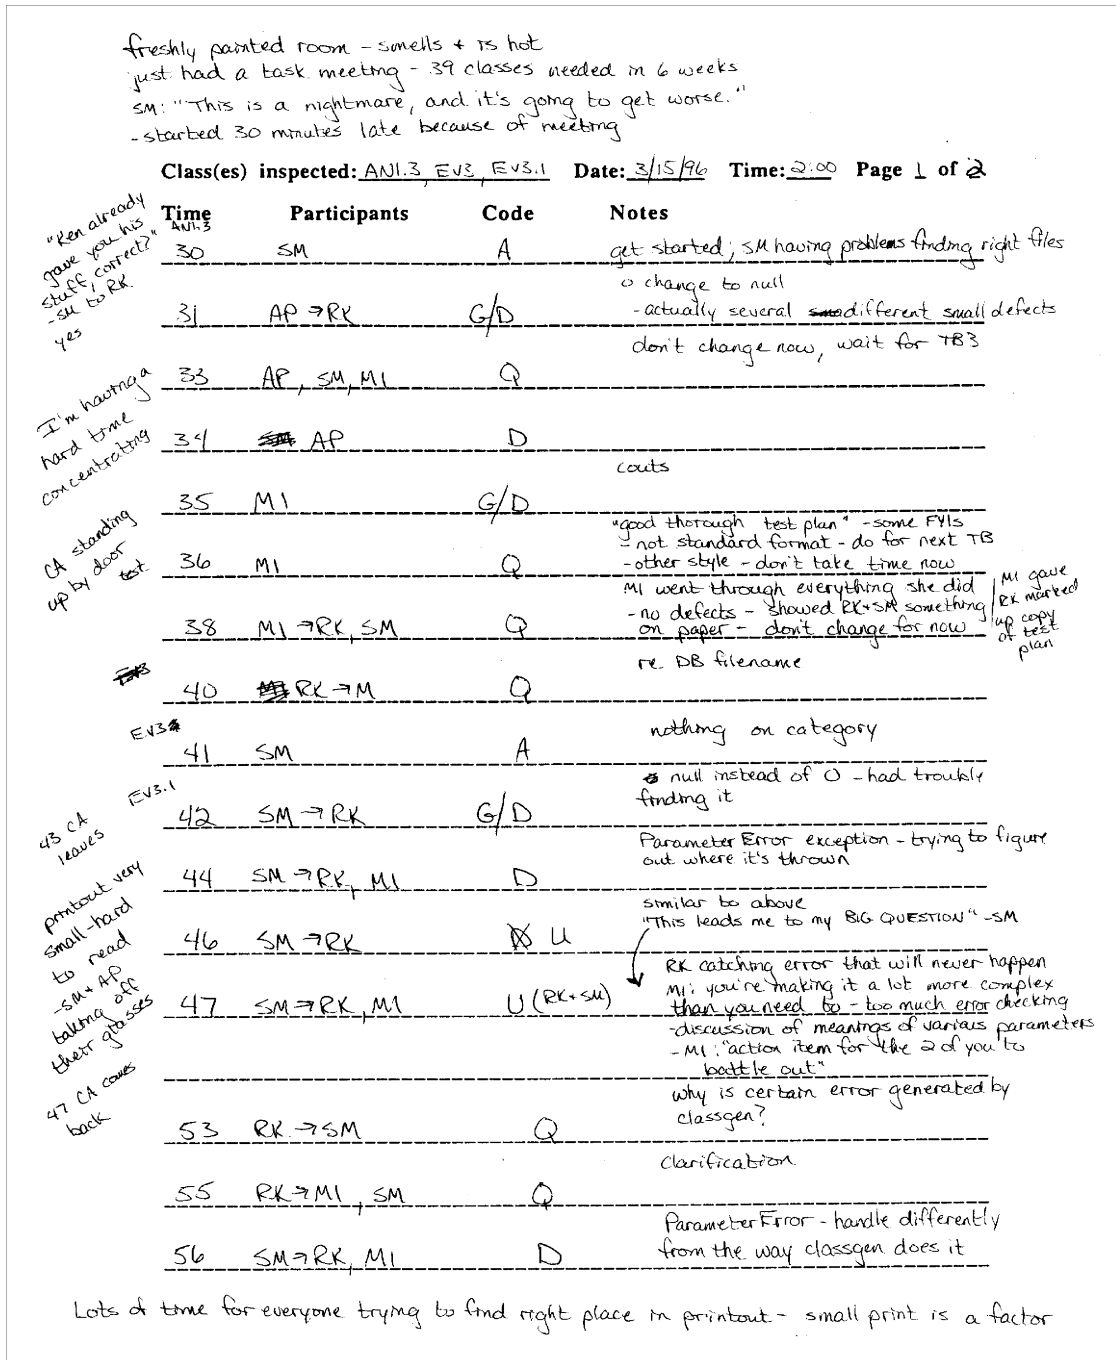 freshly painted room - smells + is hot
just had a task meeting - 39 classes needed in 6 weeks
SM: "This is a nightmare, and it's going to get worse."
- started 30 minutes late because of meeting
Class(es) inspected: AN1.3, EV3, EV3.1 Date: 3/15/96 Time: 2:00 Page 1 of 2
"Ken already
gave you his
stuff, correct?"
- SM to RK.
yes
Time Participants Code Notes
AN1.3
30 SM A get started; SM having problems finding right files
0 change to null
31 AP → RK G/D - actually several different small defects
don't change now, wait for TB3
33 AP, SM, M1 Q
I'm having a
hard time
concentrating
34 AP D
couts
35 M1 G/D
CA standing
up by door
test
"good thorough test plan" - some FYIs
- not standard format - do for next TB
36 M1 Q - other style - don't take time now
M1 went through everything she did
- no defects - showed RK+SM something
38 M1 → RK, SM Q on paper - don't change for now
M1 gave
RK marked
up copy
of test
plan
re. DB filename
40 RK → M Q
EV3
nothing on category
41 SM A
EV3.1
null instead of 0 - had trouble
finding it
42 SM → RK G/D
43 CA
leaves
ParameterError exception - trying to figure
out where it's thrown
44 SM → RK, M1 D
printout very
small-hard
to read
- SM + AP
taking off
their glasses
similar to above
"This leads me to my BIG QUESTION" - SM
46 SM → RK U
RK catching error that will never happen
M1: you're making it a lot more complex
47 SM → RK, M1 U (RK+SM) than you need to - too much error checking
- discussion of meanings of various parameters
- M1: "action item for the 2 of you to
battle out"
47 CA comes
back
why is certain error generated by
classgen?
53 RK → SM Q
clarification
55 RK → M1, SM Q
ParameterError - handle differently
56 SM → RK, M1 D from the way classgen does it
Lots of time for everyone trying to find right place in printout - small print is a factor